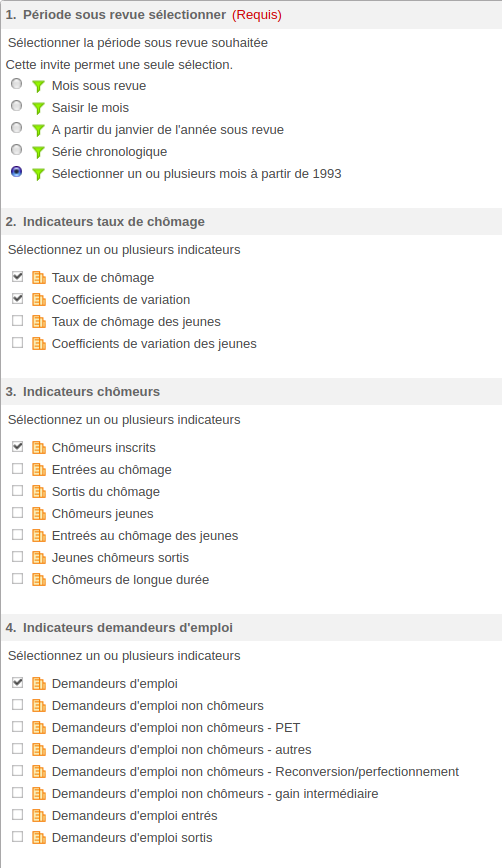 1. Période sous revue sélectionner (Requis)
Sélectionner la période sous revue souhaitée
Cette invite permet une seule sélection.
Mois sous revue
Saisir le mois
A partir du janvier de l'année sous revue
Série chronologique
Sélectionner un ou plusieurs mois à partir de 1993
2. Indicateurs taux de chômage
Sélectionnez un ou plusieurs indicateurs
Taux de chômage
Coefficients de variation
Taux de chômage des jeunes
Coefficients de variation des jeunes
3. Indicateurs chômeurs
Sélectionnez un ou plusieurs indicateurs
Chômeurs inscrits
Entrées au chômage
Sortis du chômage
Chômeurs jeunes
Entreés au chômage des jeunes
Jeunes chômeurs sortis
Chômeurs de longue durée
4. Indicateurs demandeurs d'emploi
Sélectionnez un ou plusieurs indicateurs
Demandeurs d'emploi
Demandeurs d'emploi non chômeurs
Demandeurs d'emploi non chômeurs - PET
Demandeurs d'emploi non chômeurs - autres
Demandeurs d'emploi non chômeurs - Reconversion/perfectionnement
Demandeurs d'emploi non chômeurs - gain intermédiaire
Demandeurs d'emploi entrés
Demandeurs d'emploi sortis